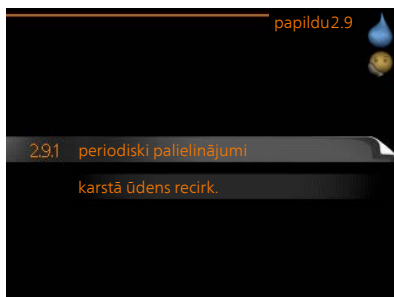 papildu2.9
2.9.1 periodiski palielinājumi
karstā ūdens recirk.